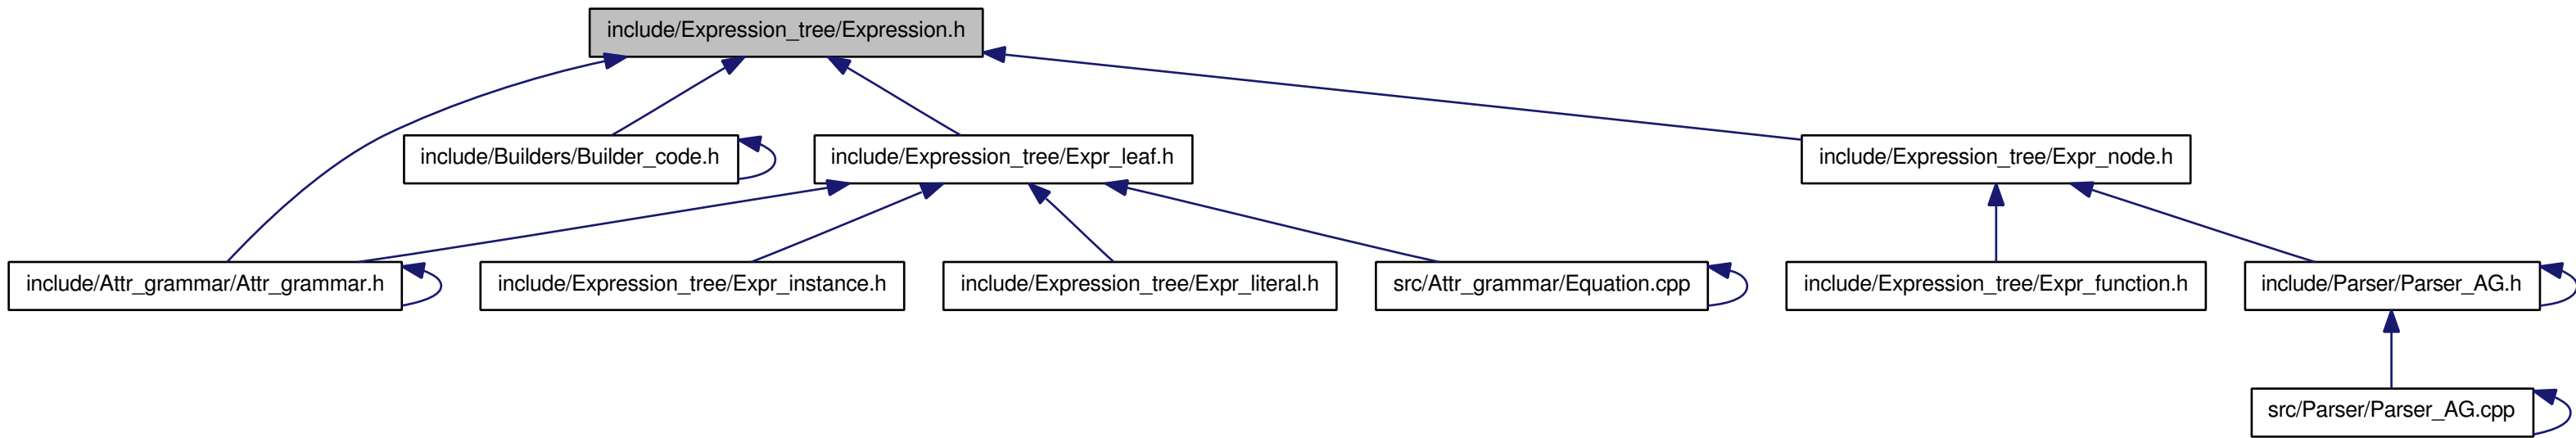 include/Expression_tree/Expression.h
include/Builders/Builder_code.h
include/Expression_tree/Expr_leaf.h
include/Expression_tree/Expr_node.h
include/Attr_grammar/Attr_grammar.h
include/Expression_tree/Expr_instance.h
include/Expression_tree/Expr_literal.h
src/Attr_grammar/Equation.cpp
include/Expression_tree/Expr_function.h
include/Parser/Parser_AG.h
src/Parser/Parser_AG.cpp